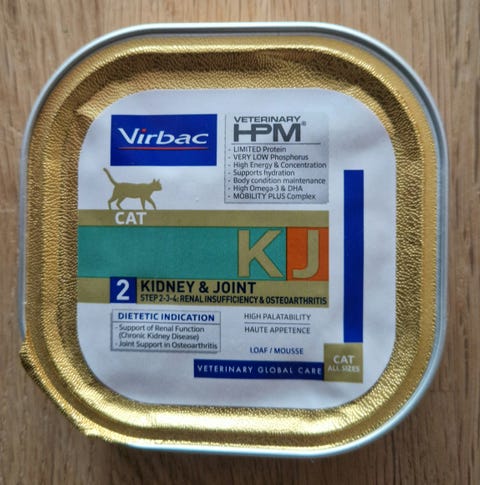 Virbac
VETERINARY
HPM®
- LIMITED Protein
- VERY LOW Phosphorus
- High Energy & Concentration
- Supports hydration
- Body condition maintenance
- High Omega-3 & DHA
- MOBILITY PLUS Complex
CAT
KJ
2 KIDNEY & JOINT
STEP 2-3-4: RENAL INSUFFICIENCY & OSTEOARTHRITIS
DIETETIC INDICATION
- Support of Renal Function
(Chronic Kidney Disease)
- Joint Support in Osteoarthritis
HIGH PALATABILITY
HAUTE APPETENCE
LOAF / MOUSSE
VETERINARY GLOBAL CARE
CAT
ALL SIZES